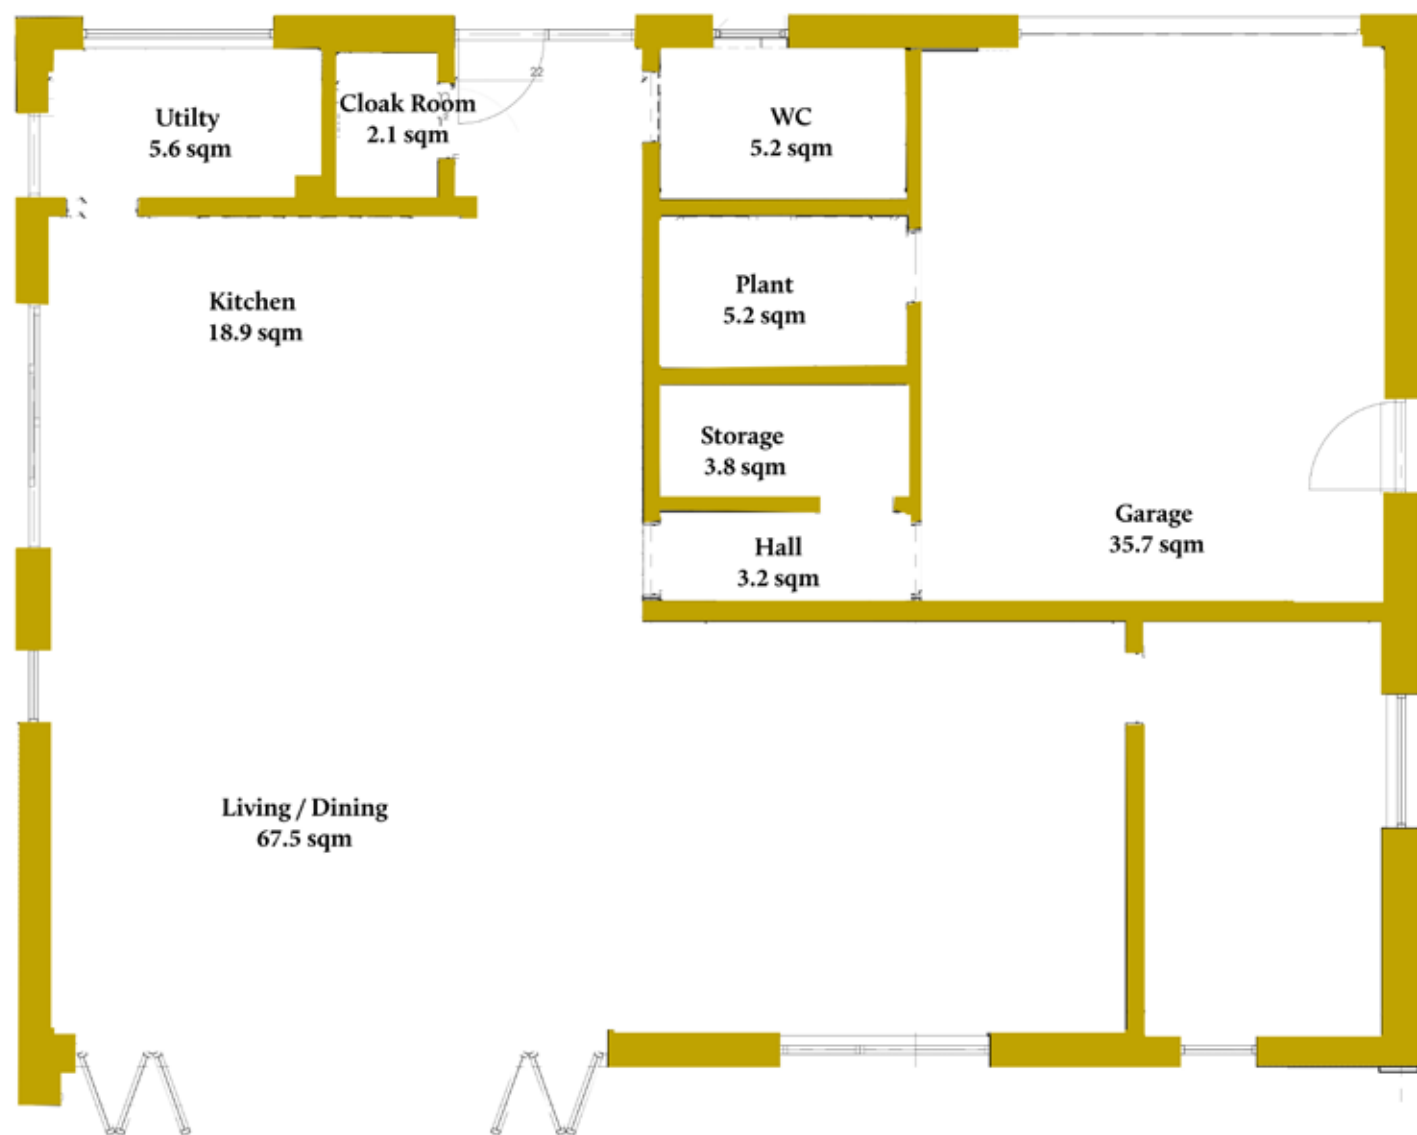 Utilty
5.6 sqm
Cloak Room
2.1 sqm
22
WC
5.2 sqm
Kitchen
18.9 sqm
Plant
5.2 sqm
Storage
3.8 sqm
Hall
3.2 sqm
Garage
35.7 sqm
Living / Dining
67.5 sqm